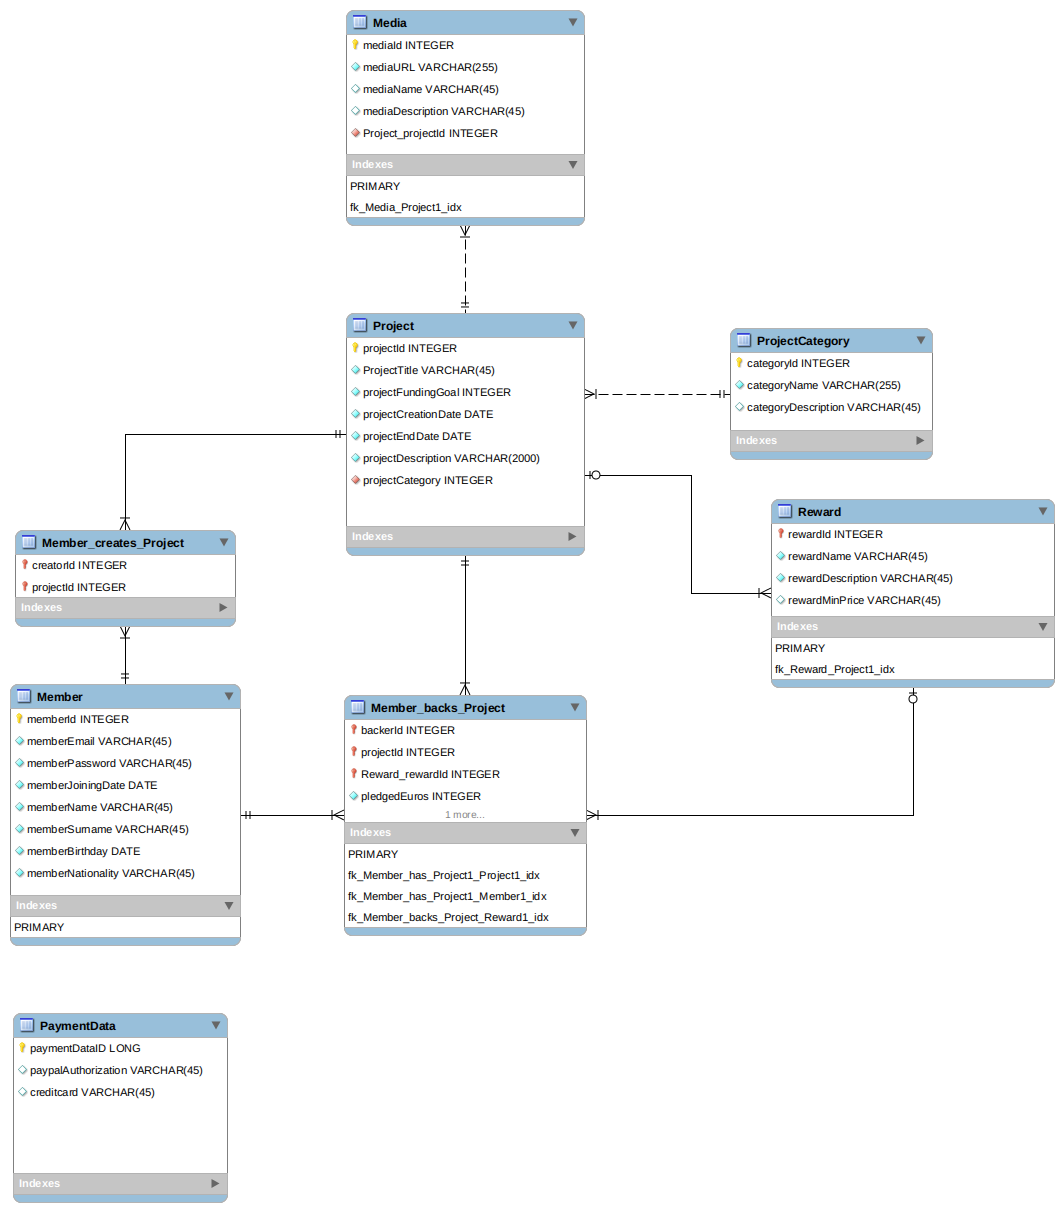 Media
mediaId INTEGER
mediaURL VARCHAR(255)
mediaName VARCHAR(45)
mediaDescription VARCHAR(45)
Project_projectId INTEGER
Indexes
PRIMARY
fk_Media_Project1_idx
Project
projectId INTEGER
ProjectTitle VARCHAR(45)
projectFundingGoal INTEGER
projectCreationDate DATE
projectEndDate DATE
projectDescription VARCHAR(2000)
projectCategory INTEGER
Indexes
ProjectCategory
categoryId INTEGER
categoryName VARCHAR(255)
categoryDescription VARCHAR(45)
Indexes
Reward
rewardId INTEGER
rewardName VARCHAR(45)
rewardDescription VARCHAR(45)
rewardMinPrice VARCHAR(45)
Indexes
PRIMARY
fk_Reward_Project1_idx
Member_creates_Project
creatorId INTEGER
projectId INTEGER
Indexes
Member
memberId INTEGER
memberEmail VARCHAR(45)
memberPassword VARCHAR(45)
memberJoiningDate DATE
memberName VARCHAR(45)
memberSurname VARCHAR(45)
memberBirthday DATE
memberNationality VARCHAR(45)
Indexes
PRIMARY
Member_backs_Project
backerId INTEGER
projectId INTEGER
Reward_rewardId INTEGER
pledgedEuros INTEGER
1 more...
Indexes
PRIMARY
fk_Member_has_Project1_Project1_idx
fk_Member_has_Project1_Member1_idx
fk_Member_backs_Project_Reward1_idx
PaymentData
paymentDataID LONG
paypalAuthorization VARCHAR(45)
creditcard VARCHAR(45)
Indexes